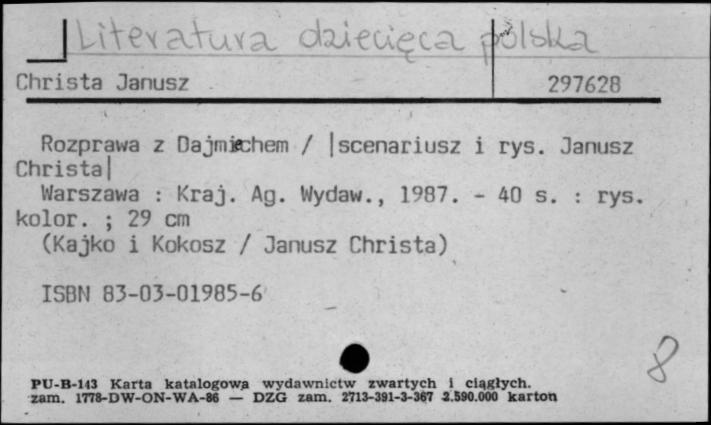 Literatura dziecięca polska
Christa Janusz 297628
Rozprawa z Dajmiechem / |scenariusz i rys. Janusz
Christa|
Warszawa : Kraj. Ag. Wydaw., 1987. - 40 s. : rys.
kolor. ; 29 cm
(Kajko i Kokosz / Janusz Christa)
ISBN 83-03-01985-6
8
PU-B-143 Karta katalogowa wydawnictw zwartych i ciągłych.
zam. 1778-DW-ON-WA-86 — DZG zam. 2713-391-3-367 2.590.000 karton